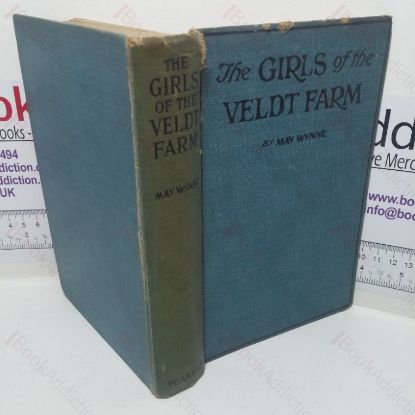 THE
GIRLS
OF THE
VELDT
FARM
MAY WYNNE
The GIRLS of the
VELDT FARM
BY MAY WYNNE